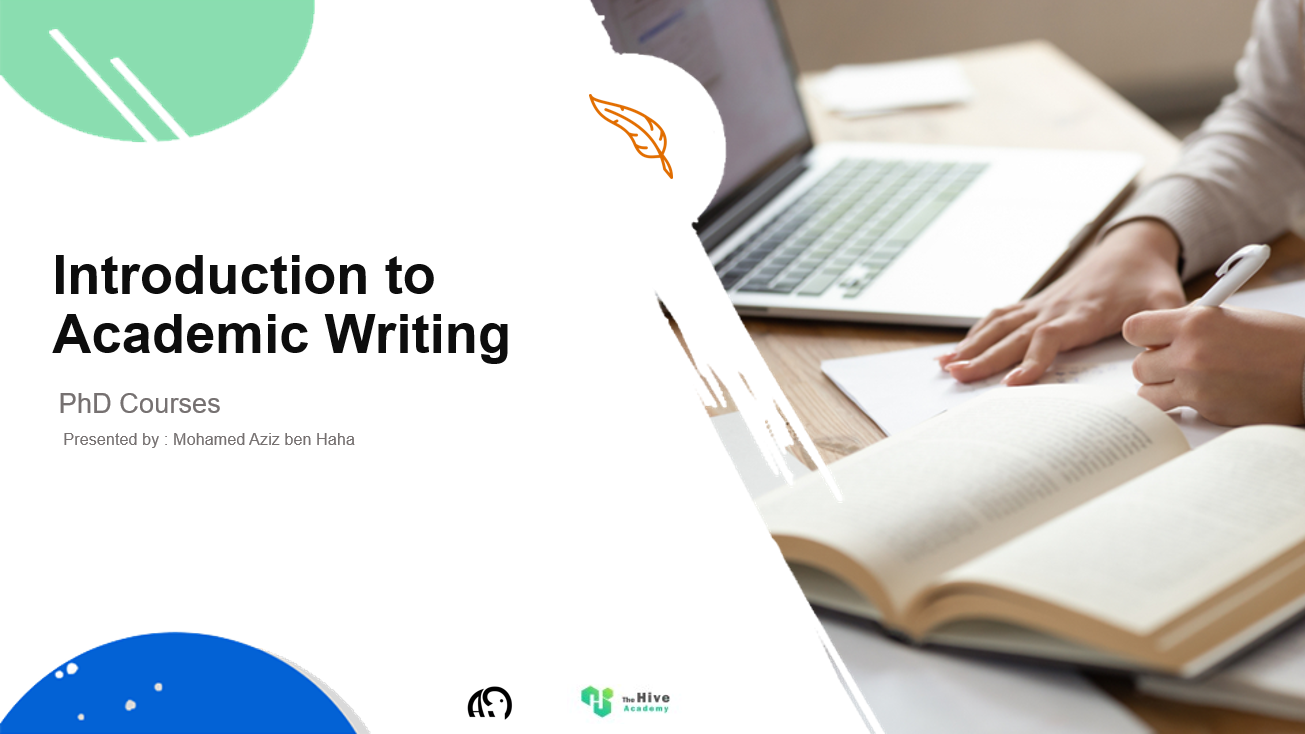 Introduction to
Academic Writing
PhD Courses
Presented by : Mohamed Aziz ben Haha
The Hive
Academy